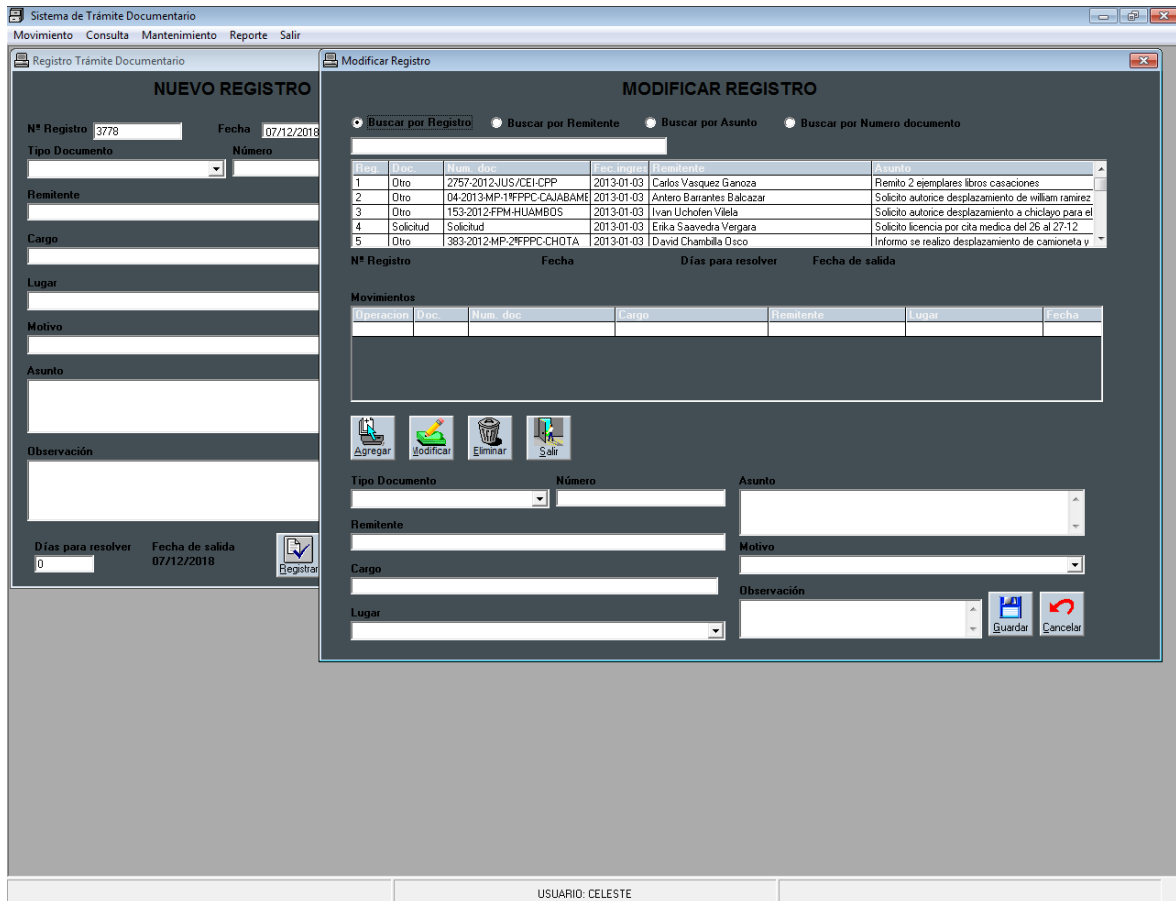 Sistema de Trámite Documentario
Movimiento Consulta Mantenimiento Reporte Salir
Registro Trámite Documentario
NUEVO REGISTRO
Nª Registro 3778 Fecha 07/12/2018
Tipo Documento Número
Remitente
Cargo
Lugar
Motivo
Asunto
Observación
Días para resolver Fecha de salida
0 07/12/2018
Registrar
Modificar Registro
MODIFICAR REGISTRO
Buscar por Registro Buscar por Remitente Buscar por Asunto Buscar por Numero documento
Reg. Doc. Num. doc Fec.ingres Remitente Asunto
1 Otro 2757-2012-JUS/CEI-CPP 2013-01-03 Carlos Vasquez Ganoza Remito 2 ejemplares libros casaciones
2 Otro 04-2013-MP-1ªFPPC-CAJABAME 2013-01-03 Antero Barrantes Balcazar Solicito autorice desplazamiento de william ramirez
3 Otro 153-2012-FPM-HUAMBOS 2013-01-03 Ivan Uchofen Vilela Solicito autorice desplazamiento a chiclayo para el
4 Solicitud Solicitud 2013-01-03 Erika Saavedra Vergara Solicito licencia por cita medica del 26 al 27-12
5 Otro 383-2012-MP-2ªFPPC-CHOTA 2013-01-03 David Chambilla Osco Informo se realizo desplazamiento de camioneta y
Nª Registro Fecha Días para resolver Fecha de salida
Movimientos
Operacion Doc. Num. doc Cargo Remitente Lugar Fecha
Agregar Modificar Eliminar Salir
Tipo Documento Número Asunto
Remitente
Motivo
Cargo
Observación
Lugar
Guardar Cancelar
USUARIO: CELESTE